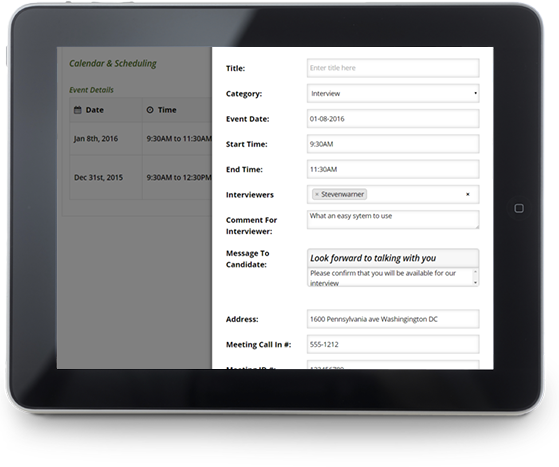 Calendar & Scheduling
Event Details
Date Time
Jan 8th, 2016 9:30AM to 11:30AM
Dec 31st, 2015 9:30AM to 12:30PM
Title: Enter title here
Category: Interview
Event Date: 01-08-2016
Start Time: 9:30AM
End Time: 11:30AM
Interviewers × Stevenwarner ×
Comment For What an easy sytem to use
Interviewer:
Message To Look forward to talking with you
Candidate: Please confirm that you will be available for our
interview
Address: 1600 Pennsylvania ave Washingington DC
Meeting Call In #: 555-1212
Meeting ID #: 123456789